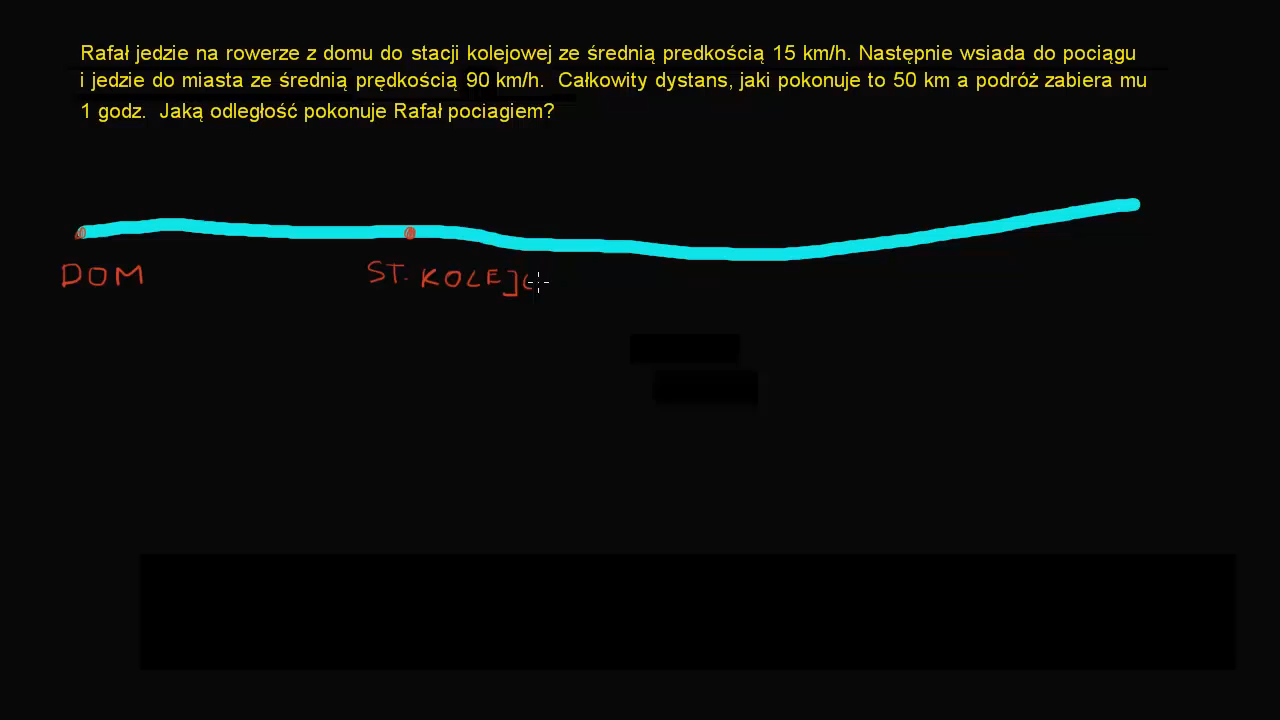 Rafał jedzie na rowerze z domu do stacji kolejowej ze średnią predkością 15 km/h. Następnie wsiada do pociągu
i jedzie do miasta ze średnią prędkością 90 km/h. Całkowity dystans, jaki pokonuje to 50 km a podróż zabiera mu
1 godz. Jaką odległość pokonuje Rafał pociagiem?
DOM ST. KOLEJ